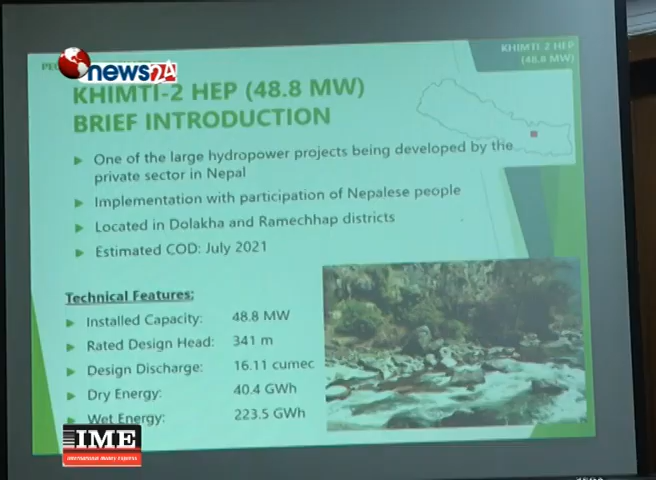 KHIMTI-2 HEP
(48.8 MW)
news24
KHIMTI-2 HEP (48.8 MW)
BRIEF INTRODUCTION
One of the large hydropower projects being developed by the
private sector in Nepal
Implementation with participation of Nepalese people
Located in Dolakha and Ramechhap districts
Estimated COD: July 2021
Technical Features:
Installed Capacity: 48.8 MW
Rated Design Head: 341 m
Design Discharge: 16.11 cumec
Dry Energy: 40.4 GWh
Wet Energy: 223.5 GWh
IME
International Money Express